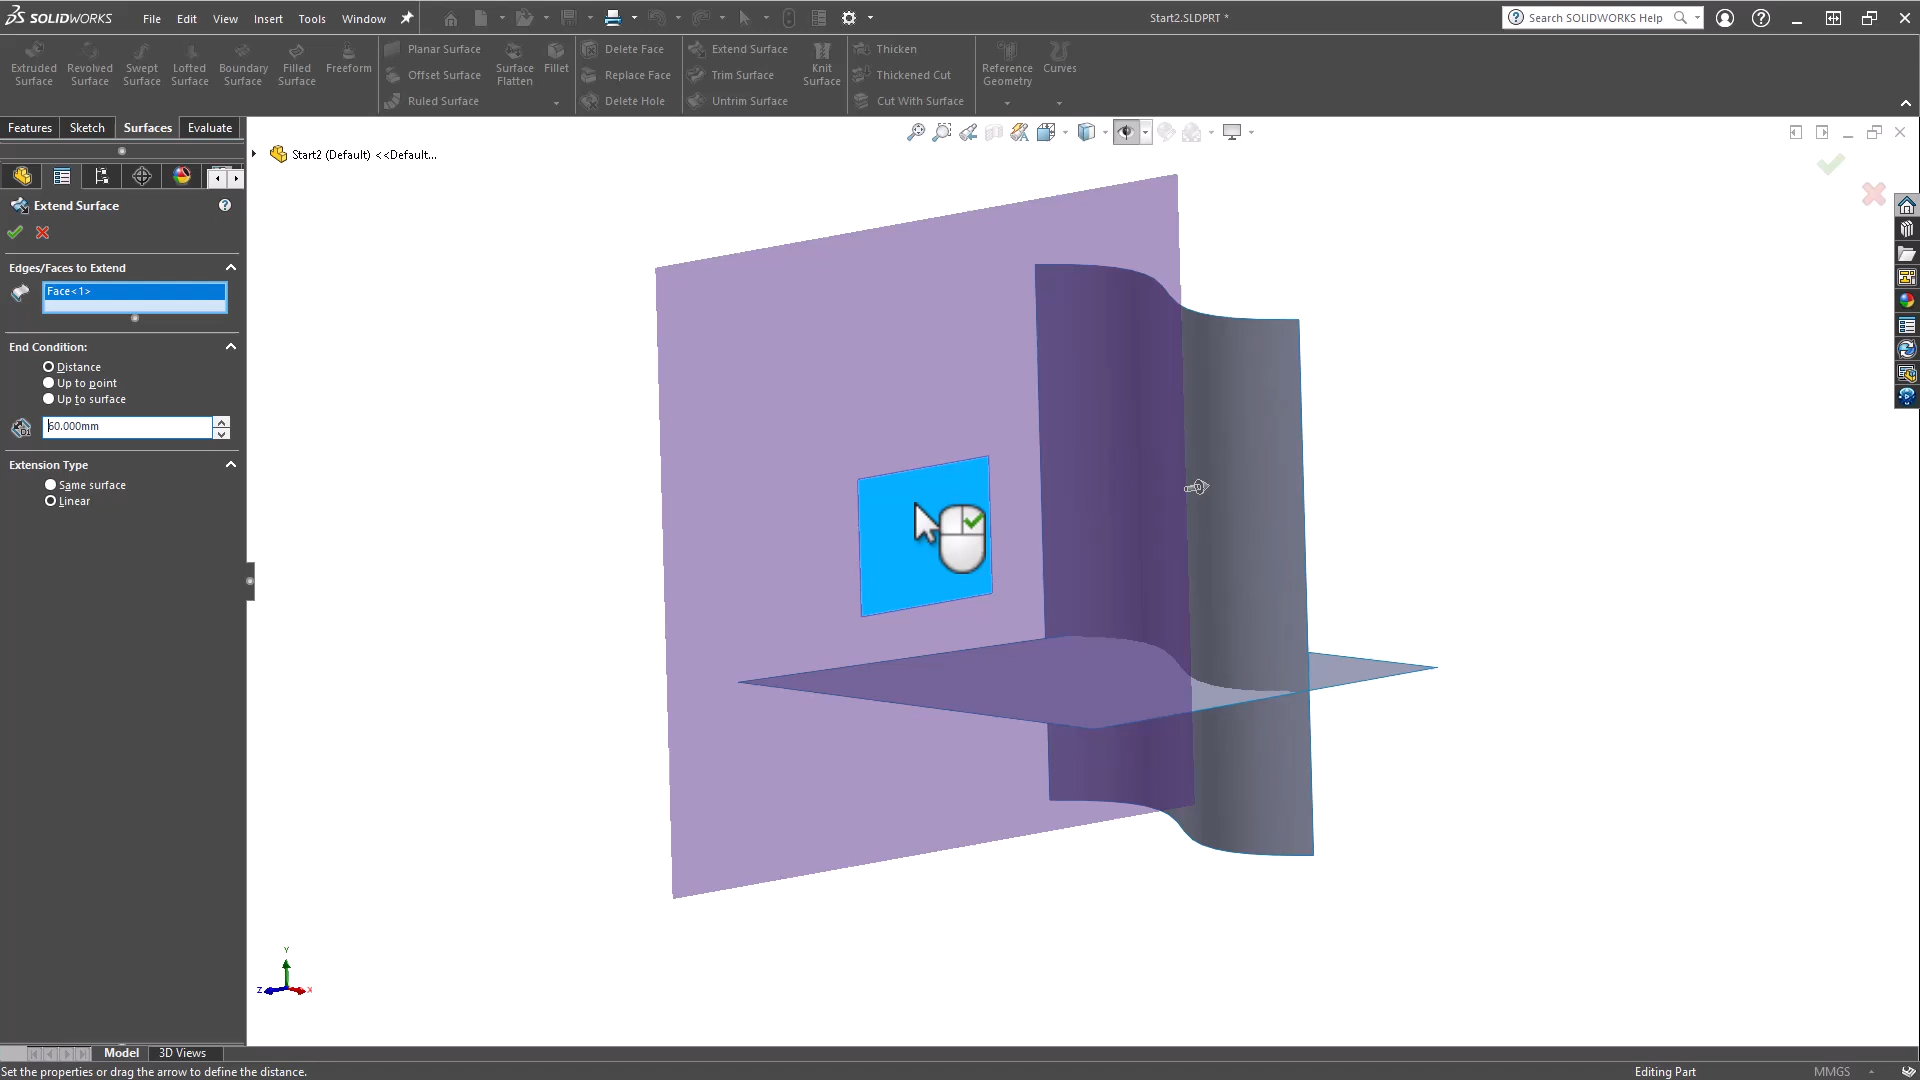 SOLIDWORKS File Edit View Insert Tools Window Start2.SLDPRT * Search SOLIDWORKS Help
Extruded Surface
Revolved Surface
Swept Surface
Lofted Surface
Boundary Surface
Filled Surface
Freeform
Planar Surface
Offset Surface
Ruled Surface
Surface Flatten
Fillet
Delete Face
Replace Face
Delete Hole
Extend Surface
Trim Surface
Untrim Surface
Knit Surface
Thicken
Thickened Cut
Cut With Surface
Reference Geometry
Curves
Features Sketch Surfaces Evaluate
Start2 (Default) <<Default...
Extend Surface
Edges/Faces to Extend
Face<1>
End Condition:
Distance
Up to point
Up to surface
60.000mm
Extension Type
Same surface
Linear
Y
Z
X
Model 3D Views
Set the properties or drag the arrow to define the distance. Editing Part MMGS